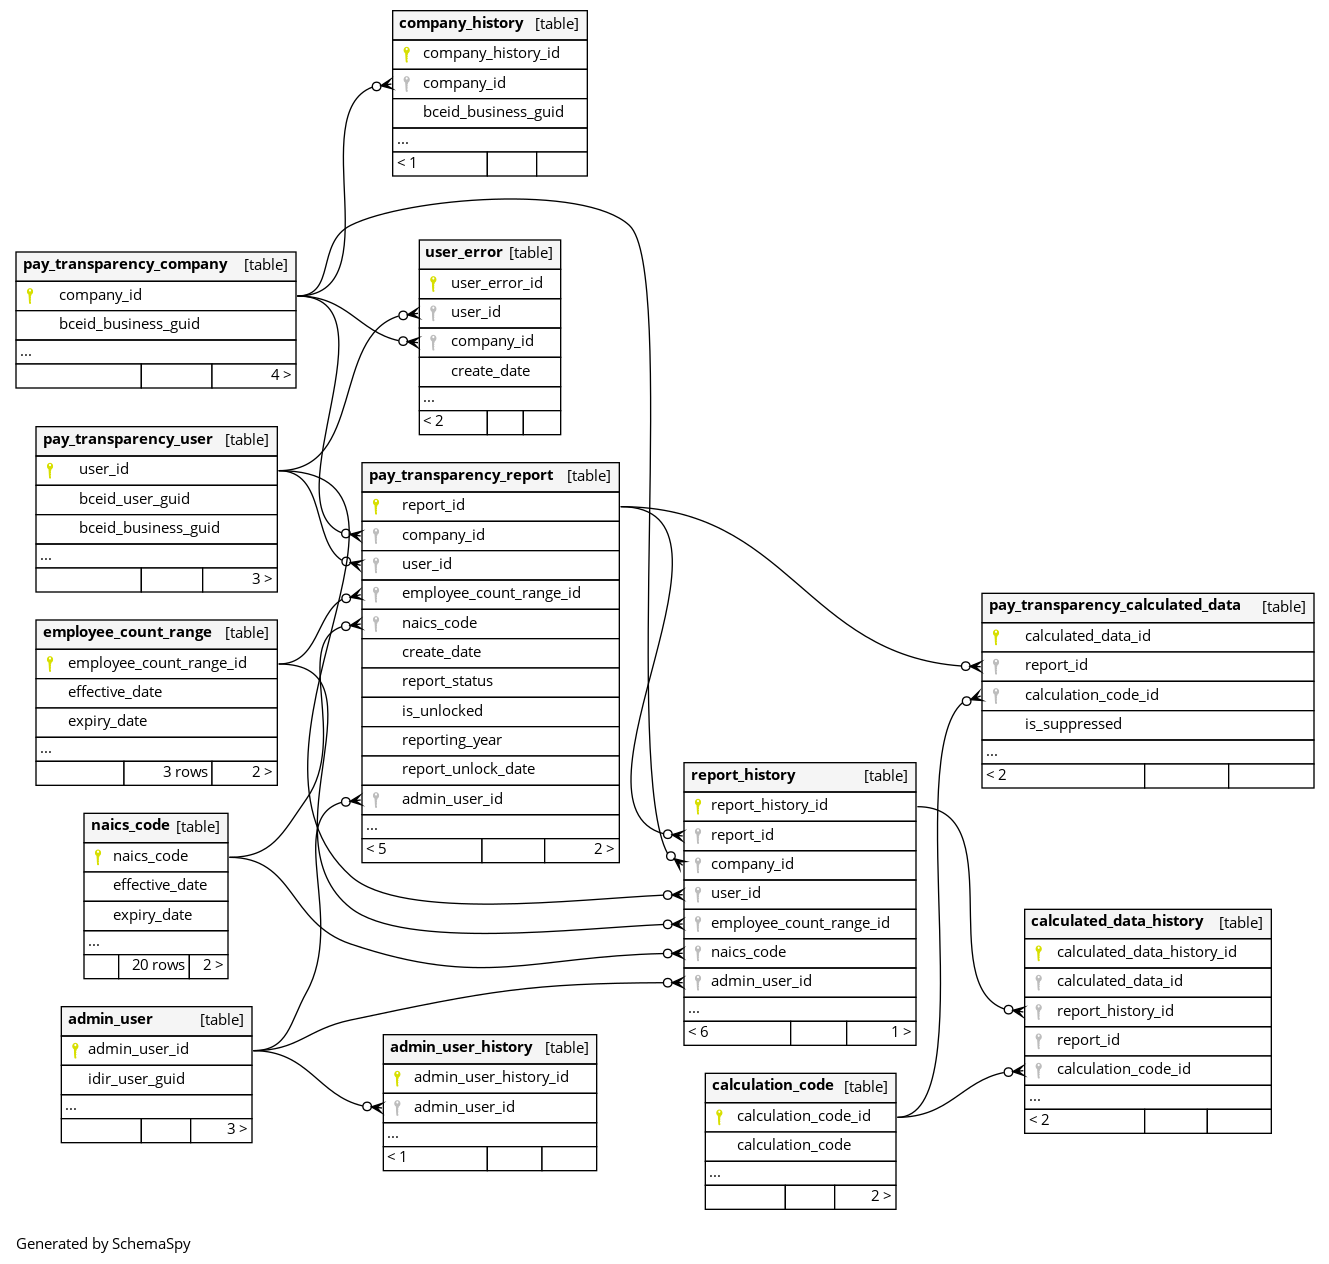 company_history [table]
company_history_id
company_id
bceid_business_guid
...
< 1
pay_transparency_company [table]
company_id
bceid_business_guid
...
4 >
user_error [table]
user_error_id
user_id
company_id
create_date
...
< 2
pay_transparency_user [table]
user_id
bceid_user_guid
bceid_business_guid
...
3 >
pay_transparency_report [table]
report_id
company_id
user_id
employee_count_range_id
naics_code
create_date
report_status
is_unlocked
reporting_year
report_unlock_date
admin_user_id
...
< 5 2 >
employee_count_range [table]
employee_count_range_id
effective_date
expiry_date
...
3 rows 2 >
pay_transparency_calculated_data [table]
calculated_data_id
report_id
calculation_code_id
is_suppressed
...
< 2
naics_code [table]
naics_code
effective_date
expiry_date
...
20 rows 2 >
report_history [table]
report_history_id
report_id
company_id
user_id
employee_count_range_id
naics_code
admin_user_id
...
< 6 1 >
calculated_data_history [table]
calculated_data_history_id
calculated_data_id
report_history_id
report_id
calculation_code_id
...
< 2
admin_user [table]
admin_user_id
idir_user_guid
...
3 >
admin_user_history [table]
admin_user_history_id
admin_user_id
...
< 1
calculation_code [table]
calculation_code_id
calculation_code
...
2 >
Generated by SchemaSpy